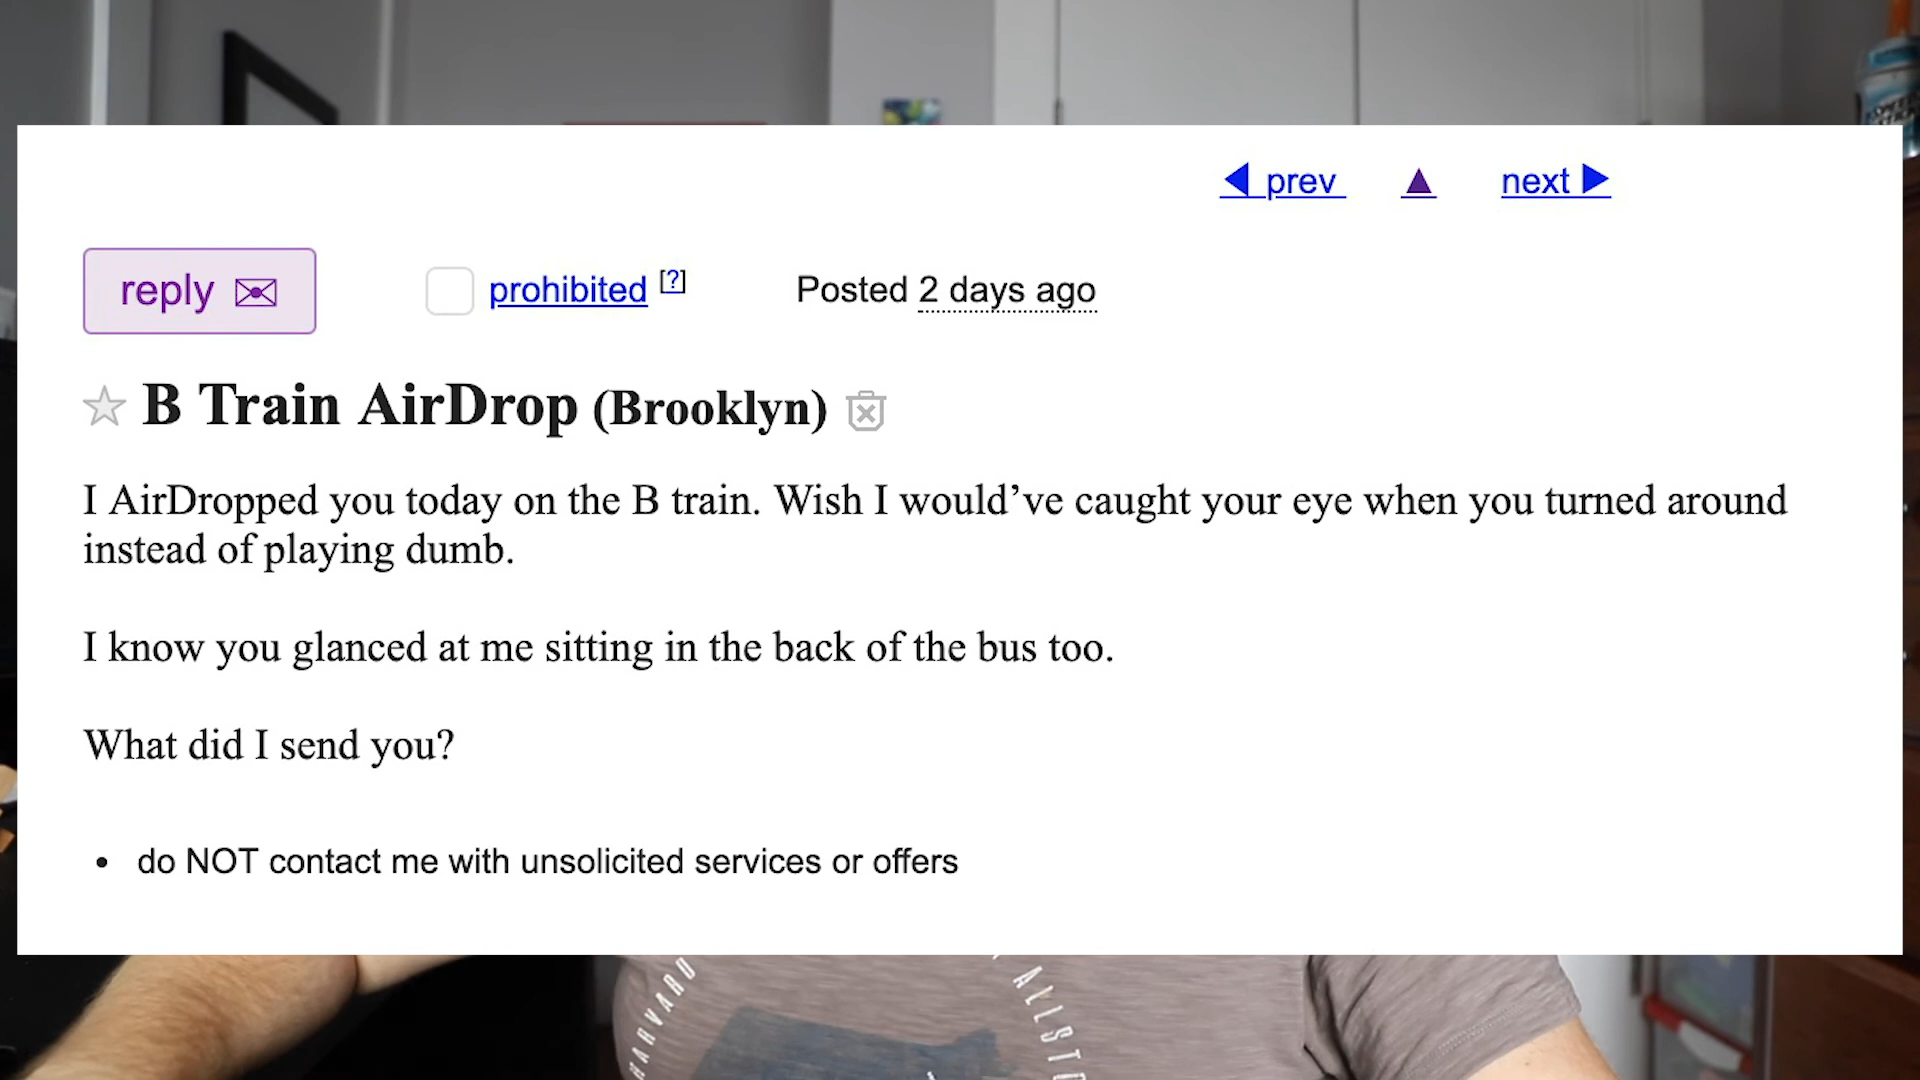 ◀ prev ▲ next ▶
reply prohibited [?] Posted 2 days ago
B Train AirDrop (Brooklyn)
I AirDropped you today on the B train. Wish I would’ve caught your eye when you turned around
instead of playing dumb.
I know you glanced at me sitting in the back of the bus too.
What did I send you?
• do NOT contact me with unsolicited services or offers
HARVARD
ALLST